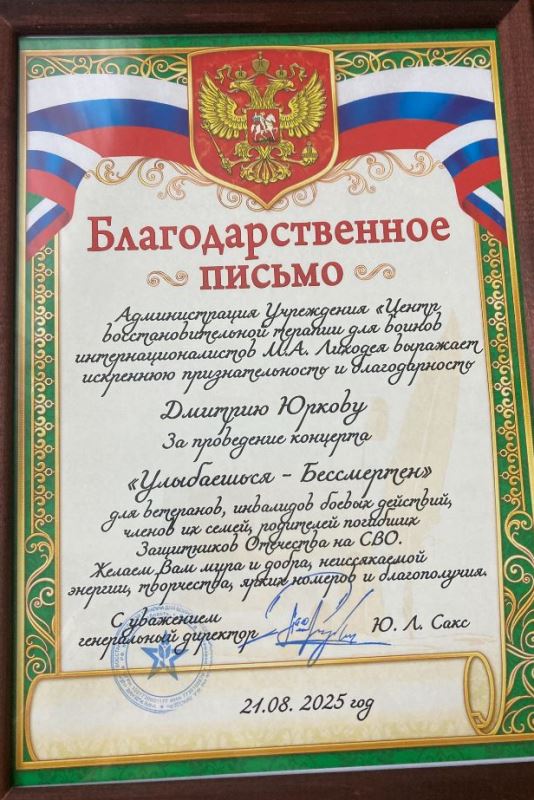 Благодарственное
письмо
Администрация Учреждения «Центр
восстановительной терапии для воинов
интернационалистов М.А. Лиходея выражает
искреннюю признательность и благодарность
Дмитрию Юркову
За проведение концерта
«Улыбаешься - Бессмертен»
для ветеранов, инвалидов боевых действий,
членов их семей, родителей погибших
Защитников Отечества на СВО.
Желаем Вам мира и добра, неиссякаемой
энергии, творчества, ярких номеров и благополучия.
С уважением
генеральный директор Ю. Л. Сакс
21.08. 2025 год